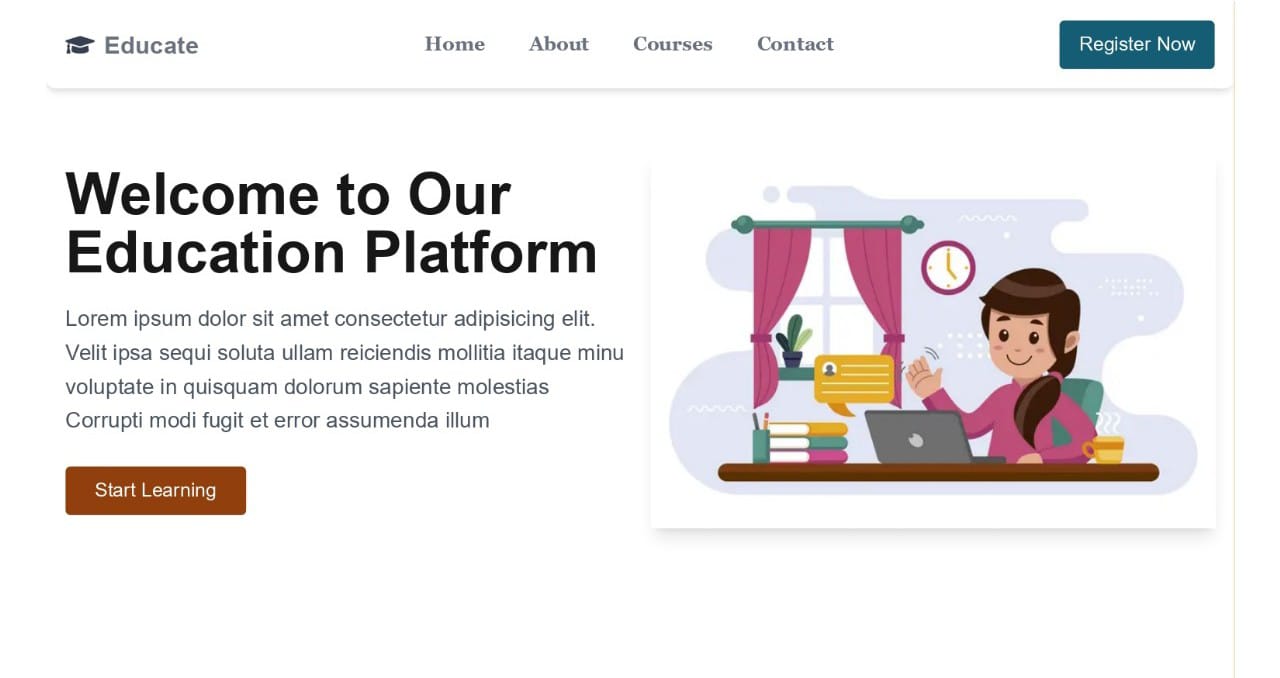 Educate
Home About Courses Contact
Register Now
Welcome to Our
Education Platform
Lorem ipsum dolor sit amet consectetur adipisicing elit.
Velit ipsa sequi soluta ullam reiciendis mollitia itaque minu
voluptate in quisquam dolorum sapiente molestias
Corrupti modi fugit et error assumenda illum
Start Learning